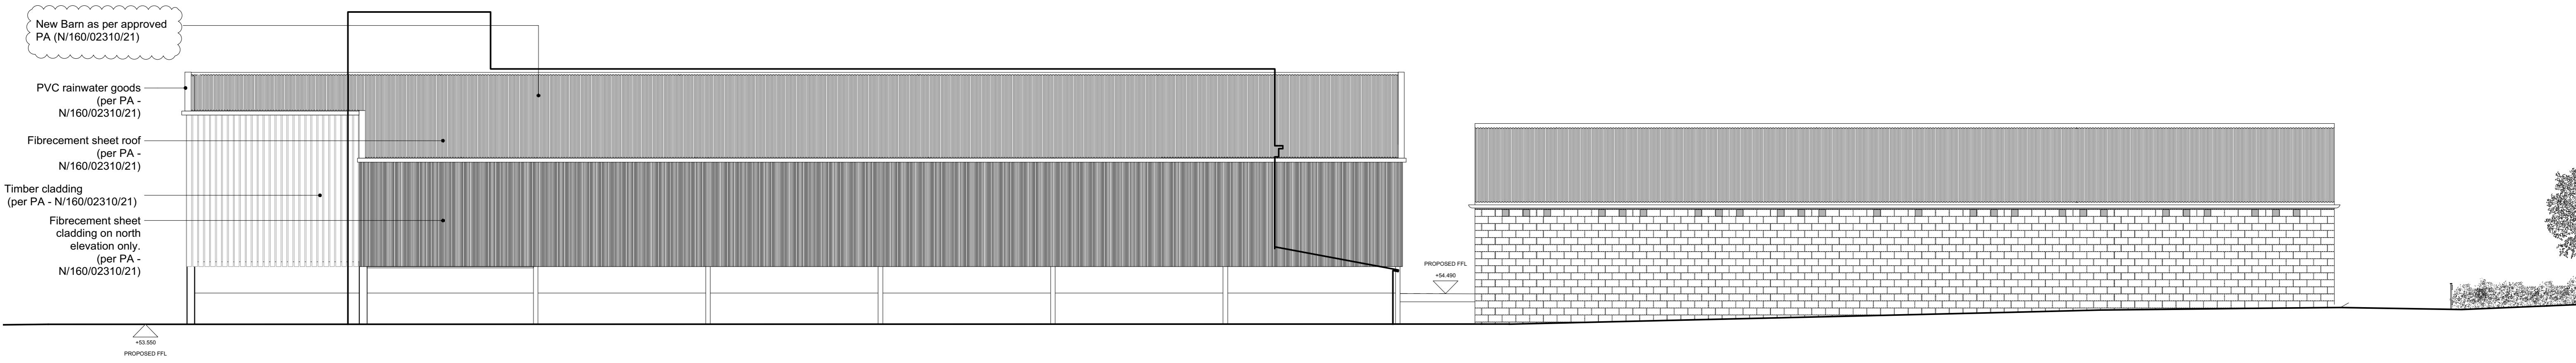 New Barn as per approved
PA (N/160/02310/21)
PVC rainwater goods
(per PA -
N/160/02310/21)
Fibrecement sheet roof
(per PA -
N/160/02310/21)
Timber cladding
(per PA - N/160/02310/21)
Fibrecement sheet
cladding on north
elevation only.
(per PA -
N/160/02310/21)
PROPOSED FFL
+54.490
+53.550
PROPOSED FFL